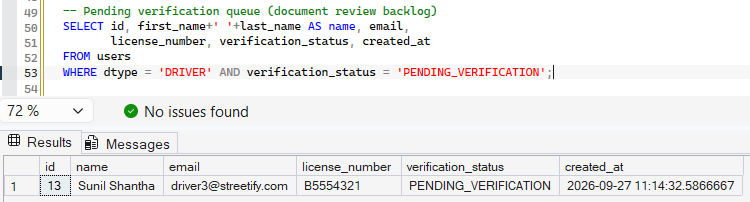 49
50 -- Pending verification queue (document review backlog)
51 SELECT id, first_name+' '+last_name AS name, email,
license_number, verification_status, created_at
52 FROM users
53 WHERE dtype = 'DRIVER' AND verification_status = 'PENDING_VERIFICATION';
54
72 %
No issues found
Results Messages
id name email license_number verification_status created_at
1 13 Sunil Shantha driver3@streetify.com B5554321 PENDING_VERIFICATION 2026-09-27 11:14:32.5866667